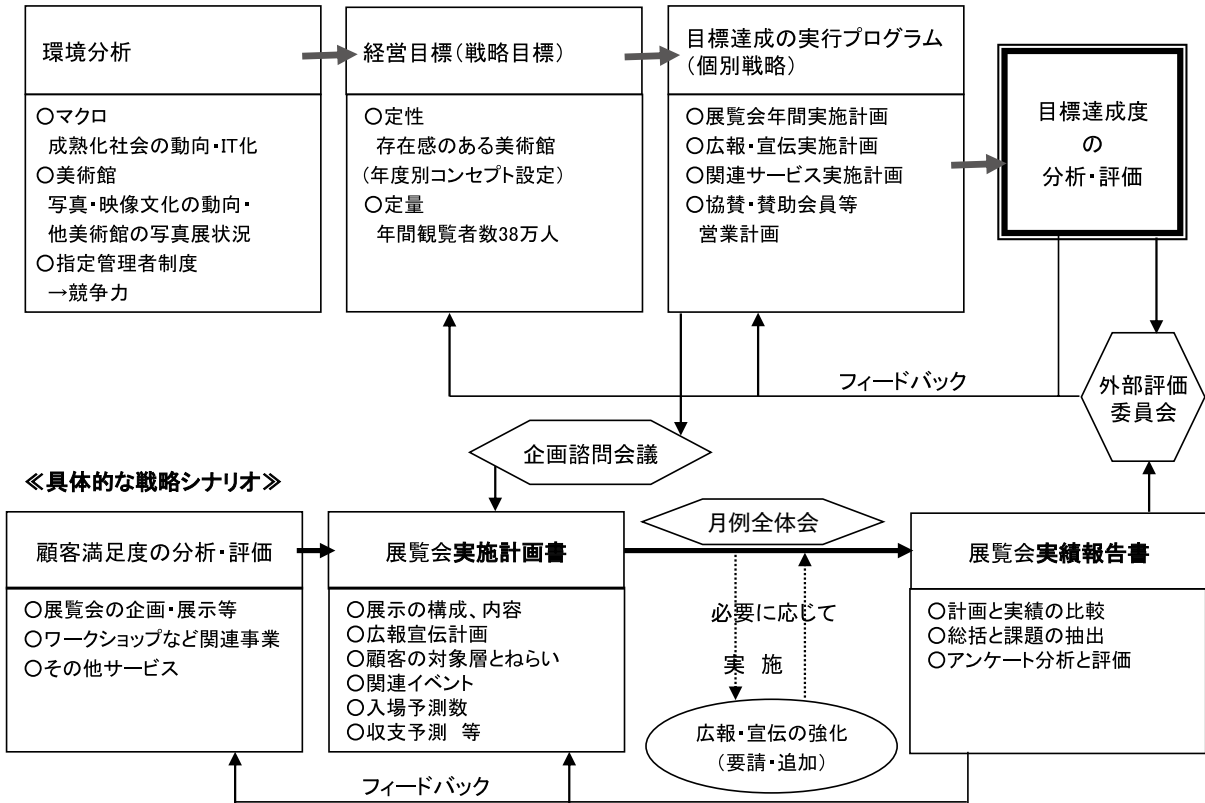 環境分析
○マクロ
成熟化社会の動向・IT化
○美術館
写真・映像文化の動向・
他美術館の写真展状況
○指定管理者制度
→競争力
経営目標（戦略目標）
○定性
存在感のある美術館
（年度別コンセプト設定）
○定量
年間観覧者数38万人
目標達成の実行プログラム
（個別戦略）
○展覧会年間実施計画
○広報・宣伝実施計画
○関連サービス実施計画
○協賛・賛助会員等
営業計画
目標達成度
の
分析・評価
フィードバック
外部評価
委員会
企画諮問会議
≪具体的な戦略シナリオ≫
顧客満足度の分析・評価
○展覧会の企画・展示等
○ワークショップなど関連事業
○その他サービス
展覧会実施計画書
○展示の構成、内容
○広報宣伝計画
○顧客の対象層とねらい
○関連イベント
○入場予測数
○収支予測 等
月例全体会
必要に応じて
実 施
広報・宣伝の強化
（要請・追加）
展覧会実績報告書
○計画と実績の比較
○総括と課題の抽出
○アンケート分析と評価
フィードバック